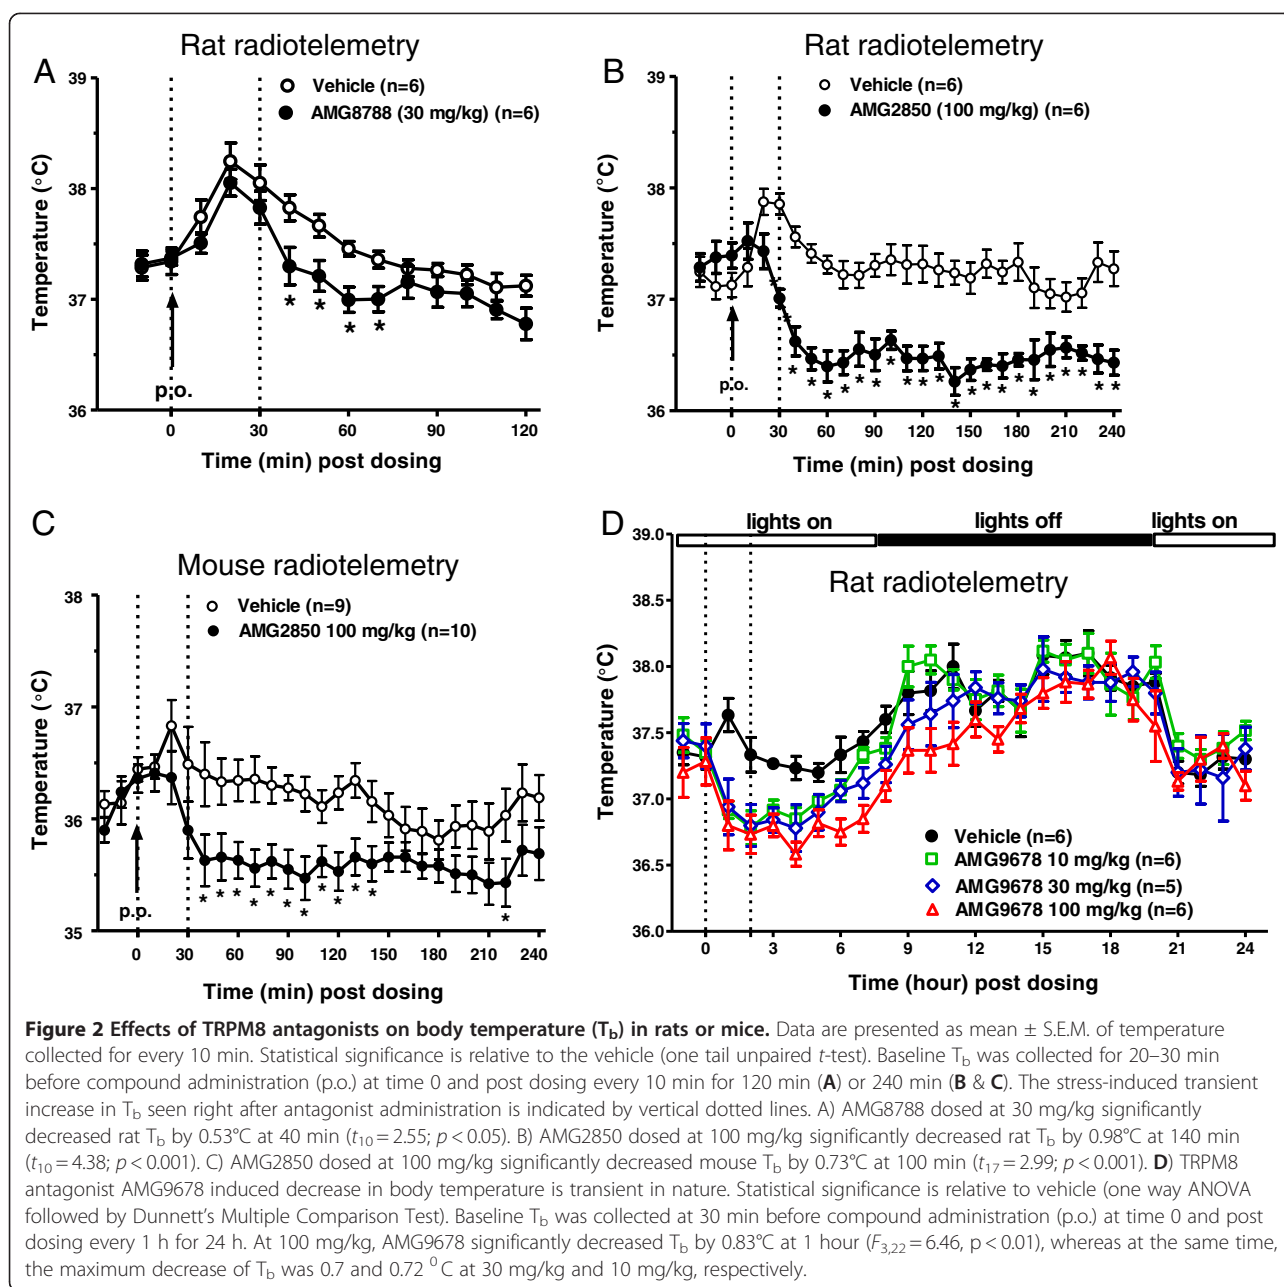 A
Rat radiotelemetry
Vehicle (n=6)
AMG8788 (30 mg/kg) (n=6)
Temperature (°C)
39
38
37
36
* * * *
p.o.
0 30 60 90 120
Time (min) post dosing
B
Rat radiotelemetry
Vehicle (n=6)
AMG2850 (100 mg/kg) (n=6)
Temperature (°C)
39
38
37
36
p.o.
* * * * * * * * * * * * * * * * * * * * *
0 30 60 90 120 150 180 210 240
Time (min) post dosing
C
Mouse radiotelemetry
Vehicle (n=9)
AMG2850 100 mg/kg (n=10)
Temperature (°C)
38
37
36
35
p.o.
* * * * * * * * * * * *
0 30 60 90 120 150 180 210 240
Time (min) post dosing
D
lights on lights off lights on
Rat radiotelemetry
Temperature (°C)
39.0
38.5
38.0
37.5
37.0
36.5
36.0
Vehicle (n=6)
AMG9678 10 mg/kg (n=6)
AMG9678 30 mg/kg (n=5)
AMG9678 100 mg/kg (n=6)
0 3 6 9 12 15 18 21 24
Time (hour) post dosing
Figure 2 Effects of TRPM8 antagonists on body temperature (Tb) in rats or mice. Data are presented as mean ± S.E.M. of temperature
collected for every 10 min. Statistical significance is relative to the vehicle (one tail unpaired t-test). Baseline Tb was collected for 20–30 min
before compound administration (p.o.) at time 0 and post dosing every 10 min for 120 min (A) or 240 min (B & C). The stress-induced transient
increase in Tb seen right after antagonist administration is indicated by vertical dotted lines. A) AMG8788 dosed at 30 mg/kg significantly
decreased rat Tb by 0.53°C at 40 min (t10 = 2.55; p < 0.05). B) AMG2850 dosed at 100 mg/kg significantly decreased rat Tb by 0.98°C at 140 min
(t10 = 4.38; p < 0.001). C) AMG2850 dosed at 100 mg/kg significantly decreased mouse Tb by 0.73°C at 100 min (t17 = 2.99; p < 0.001). D) TRPM8
antagonist AMG9678 induced decrease in body temperature is transient in nature. Statistical significance is relative to vehicle (one way ANOVA
followed by Dunnett's Multiple Comparison Test). Baseline Tb was collected at 30 min before compound administration (p.o.) at time 0 and post
dosing every 1 h for 24 h. At 100 mg/kg, AMG9678 significantly decreased Tb by 0.83°C at 1 hour (F3,22 = 6.46, p < 0.01), whereas at the same time,
the maximum decrease of Tb was 0.7 and 0.72 ⁰C at 30 mg/kg and 10 mg/kg, respectively.